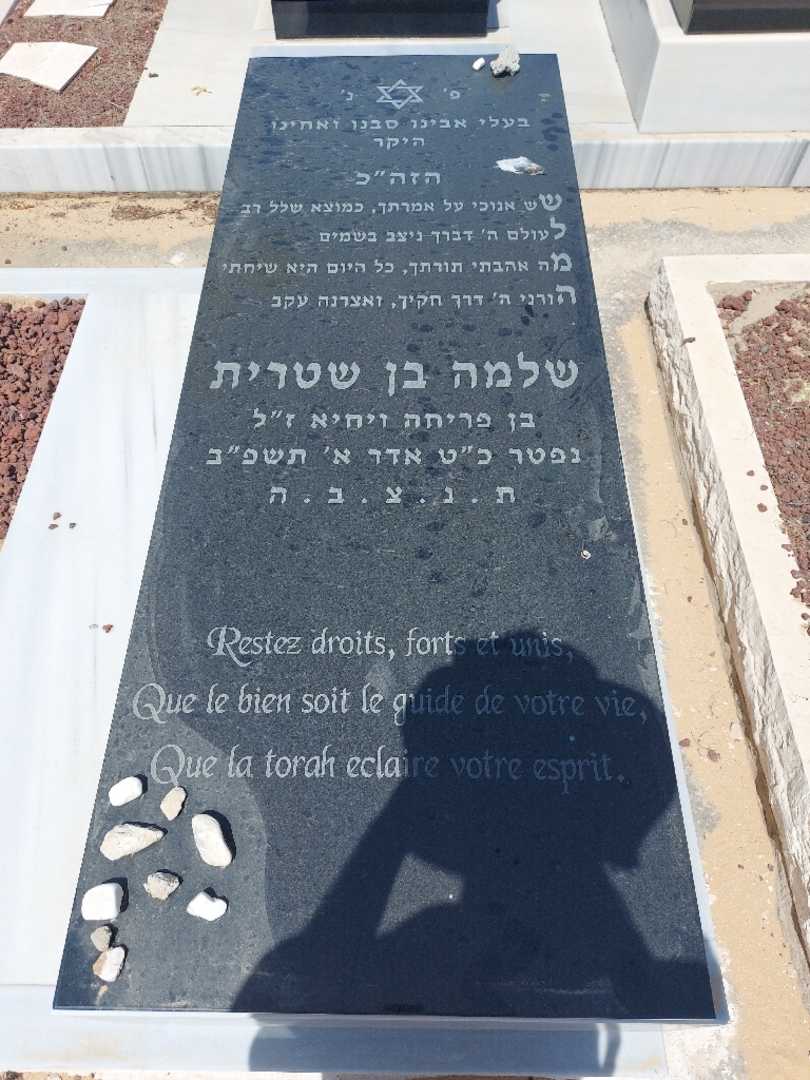 פ' נ'
בעלי אבינו סבנו ואחינו
היקר
הזה"כ
שש אנוכי על אמרתך, כמוצא שלל רב
לעולם ה' דברך ניצב בשמים
מה אהבתי תורתך, כל היום היא שיחתי
הורני ה' דרך חקיך, ואצרנה עקב
שלמה בן שטרית
בן פריחה ויחיא ז"ל
נפטר כ"ט אדר א' תשפ"ב
ת . נ . צ . ב . ה
Restez droits, forts et unis,
Que le bien soit le guide de votre vie,
Que la torah eclaire votre esprit.